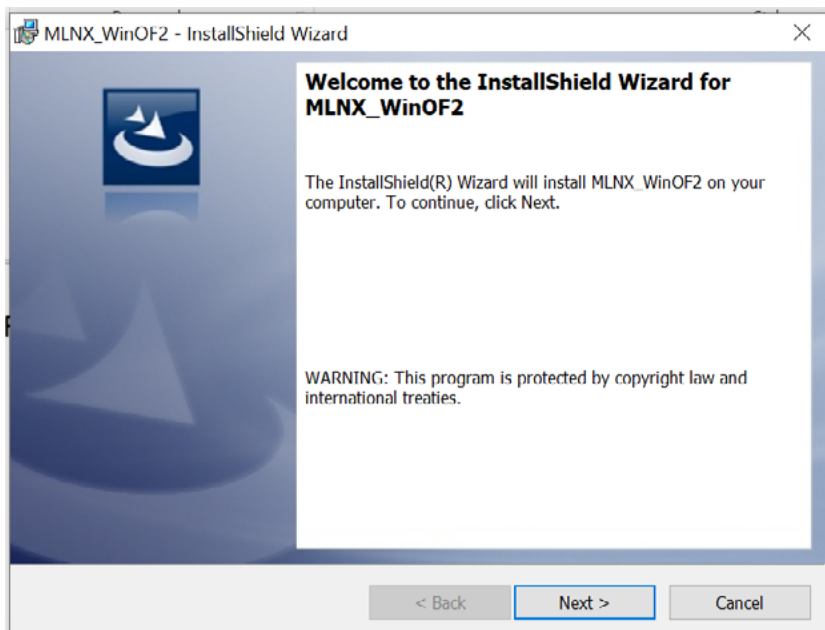 MLNX_WinOF2 - InstallShield Wizard
Welcome to the InstallShield Wizard for
MLNX_WinOF2
The InstallShield(R) Wizard will install MLNX_WinOF2 on your
computer. To continue, click Next.
WARNING: This program is protected by copyright law and
international treaties.
< Back
Next >
Cancel